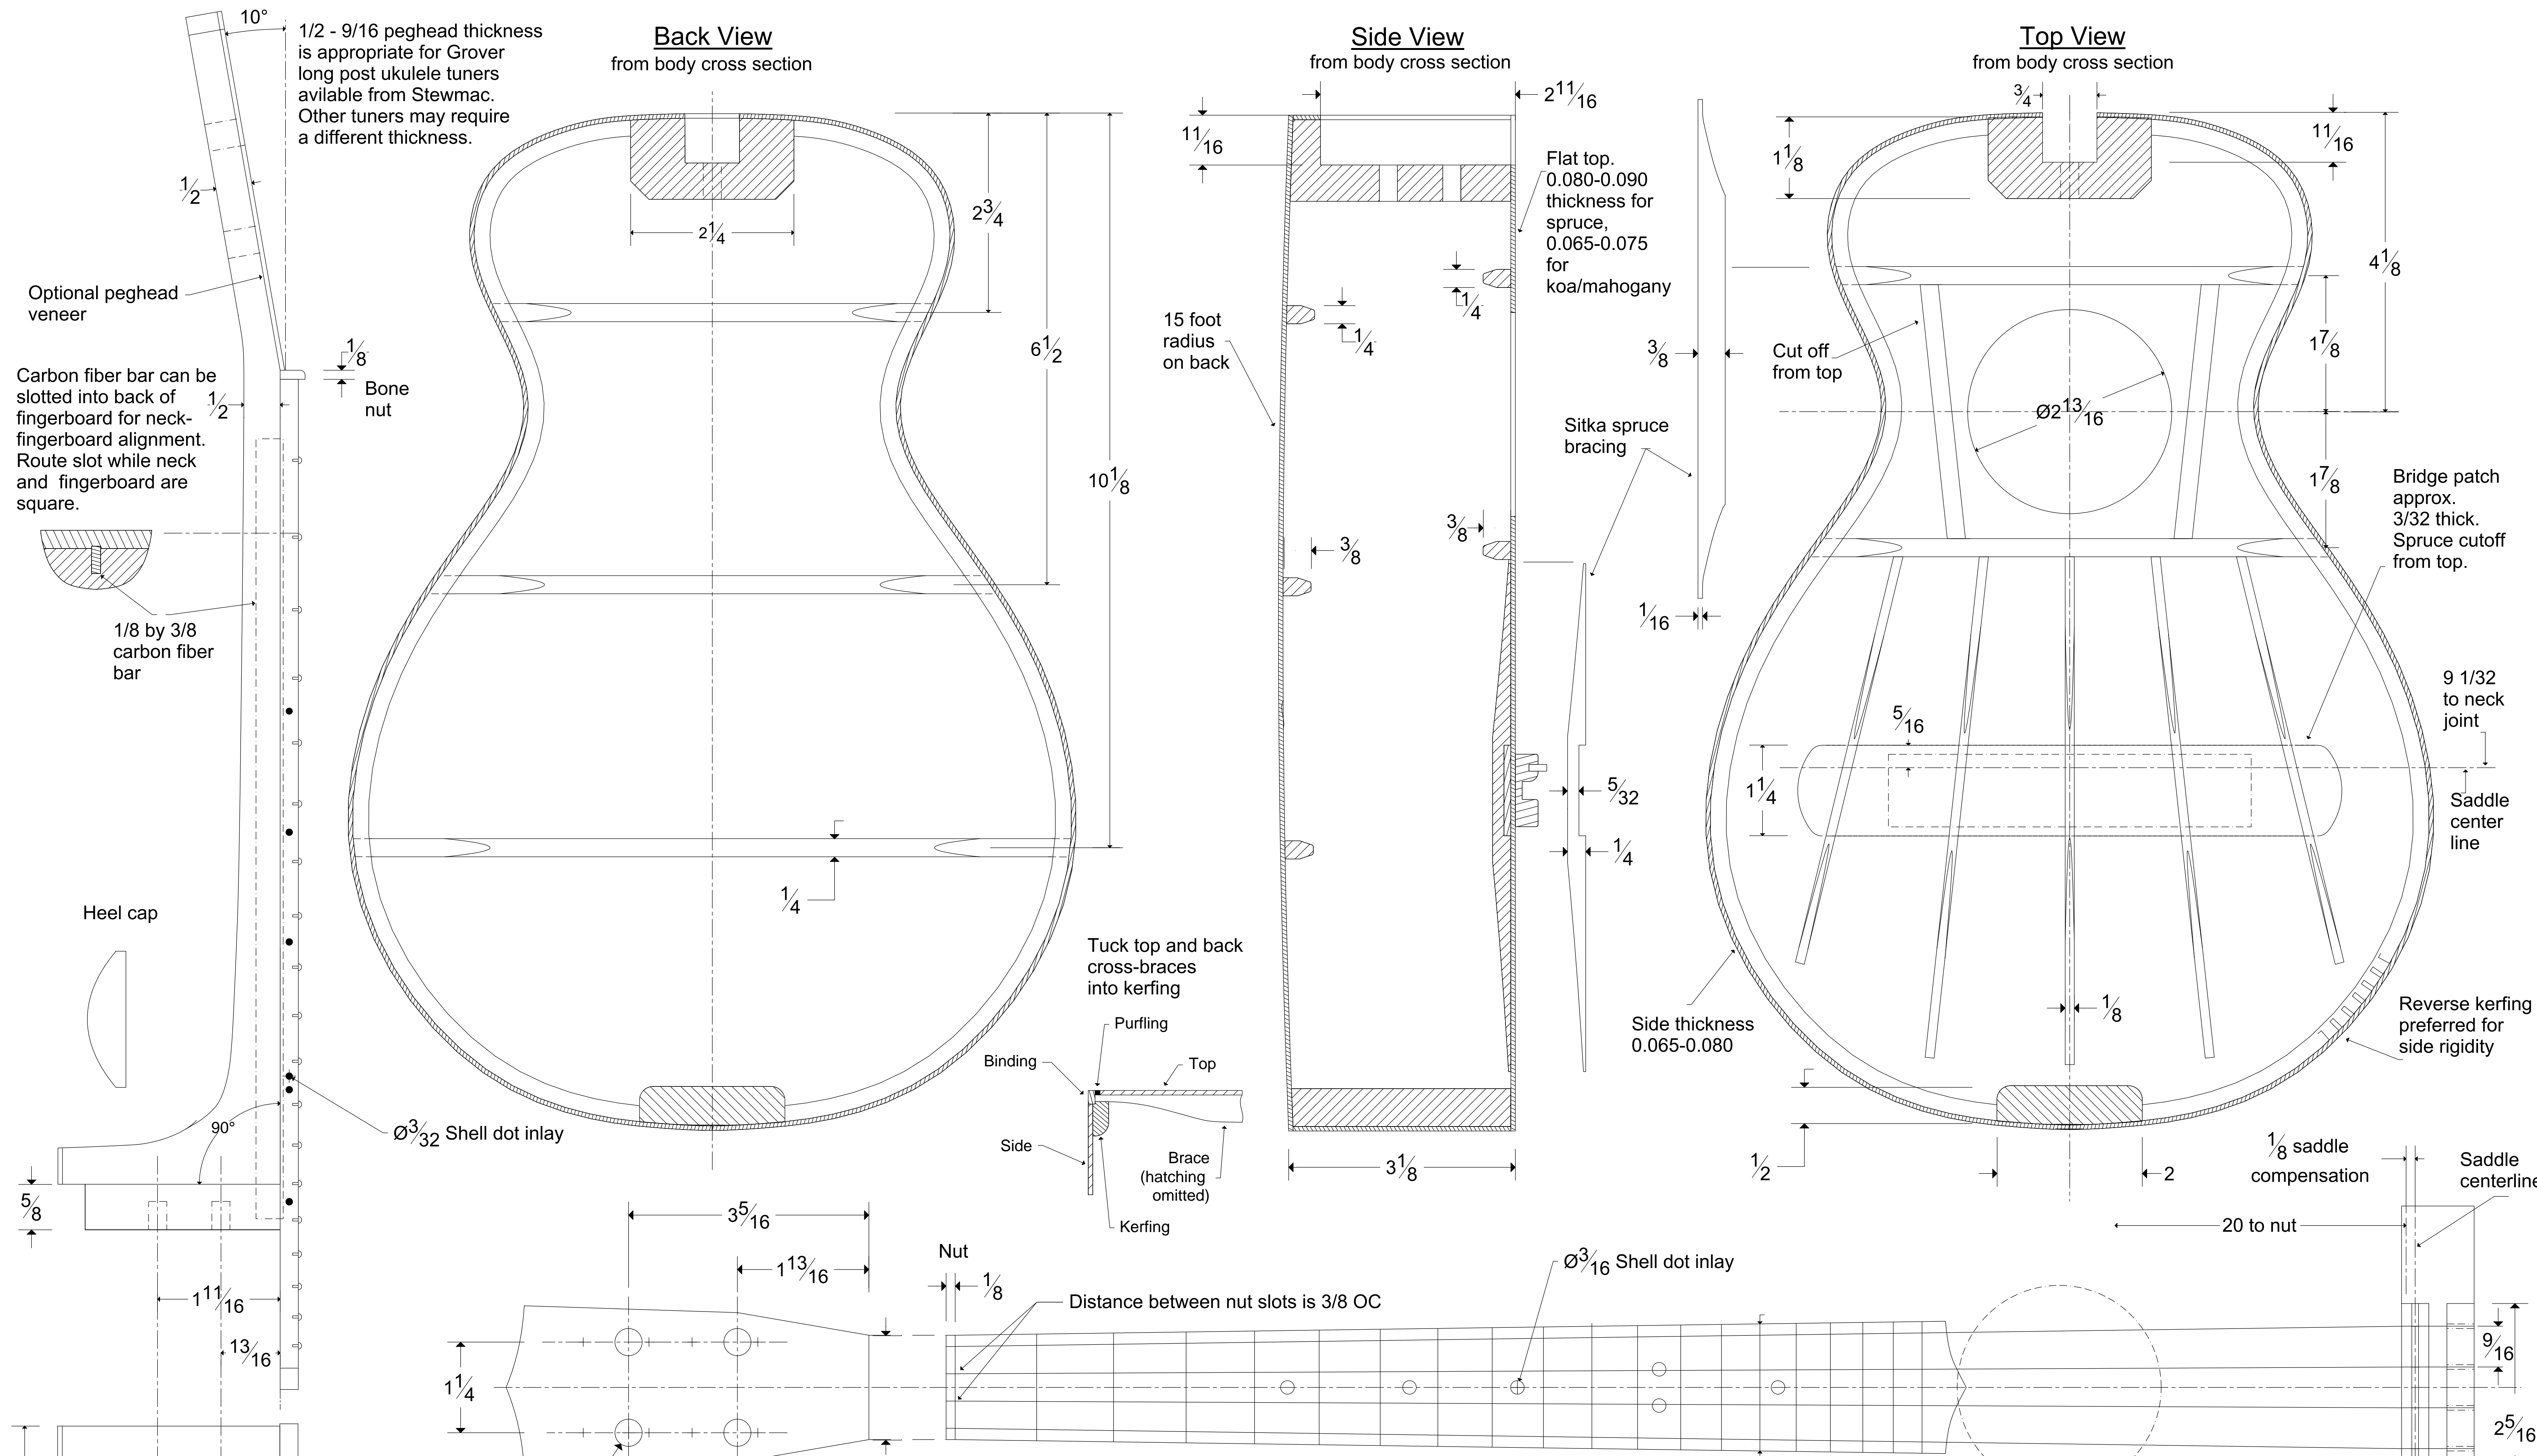 10°
1/2 - 9/16 peghead thickness
is appropriate for Grover
long post ukulele tuners
avilable from Stewmac.
Other tuners may require
a different thickness.
1/2
Optional peghead
veneer
1/8
Bone
nut
Carbon fiber bar can be
slotted into back of
fingerboard for neck-
fingerboard alignment.
Route slot while neck
and fingerboard are
square.
1/2
1/8 by 3/8
carbon fiber
bar
Heel cap
90°
Ø3/32 Shell dot inlay
5/8
1 11/16
13/16
Back View
from body cross section
2 1/4
2 3/4
6 1/2
10 1/8
1/4
Side View
from body cross section
2 11/16
11/16
Flat top.
0.080-0.090
thickness for
spruce,
0.065-0.075
for
koa/mahogany
1/4
1/4
15 foot
radius
on back
3/8
3/8
3/8
Sitka spruce
bracing
1/16
5/32
1/4
3 1/8
Tuck top and back
cross-braces
into kerfing
Purfling
Binding
Top
Side
Brace
(hatching
omitted)
Kerfing
Top View
from body cross section
3/4
11/16
1 1/8
4 1/8
1 7/8
Cut off
from top
Ø2 13/16
1 7/8
Bridge patch
approx.
3/32 thick.
Spruce cutoff
from top.
9 1/32
to neck
joint
5/16
1 1/4
Saddle
center
line
1/8
Side thickness
0.065-0.080
Reverse kerfing
preferred for
side rigidity
1/2
2
1/8 saddle
compensation
Saddle
centerline
20 to nut
3 5/16
1 13/16
Nut
1/8
Distance between nut slots is 3/8 OC
Ø3/16 Shell dot inlay
1 1/4
9/16
2 5/16